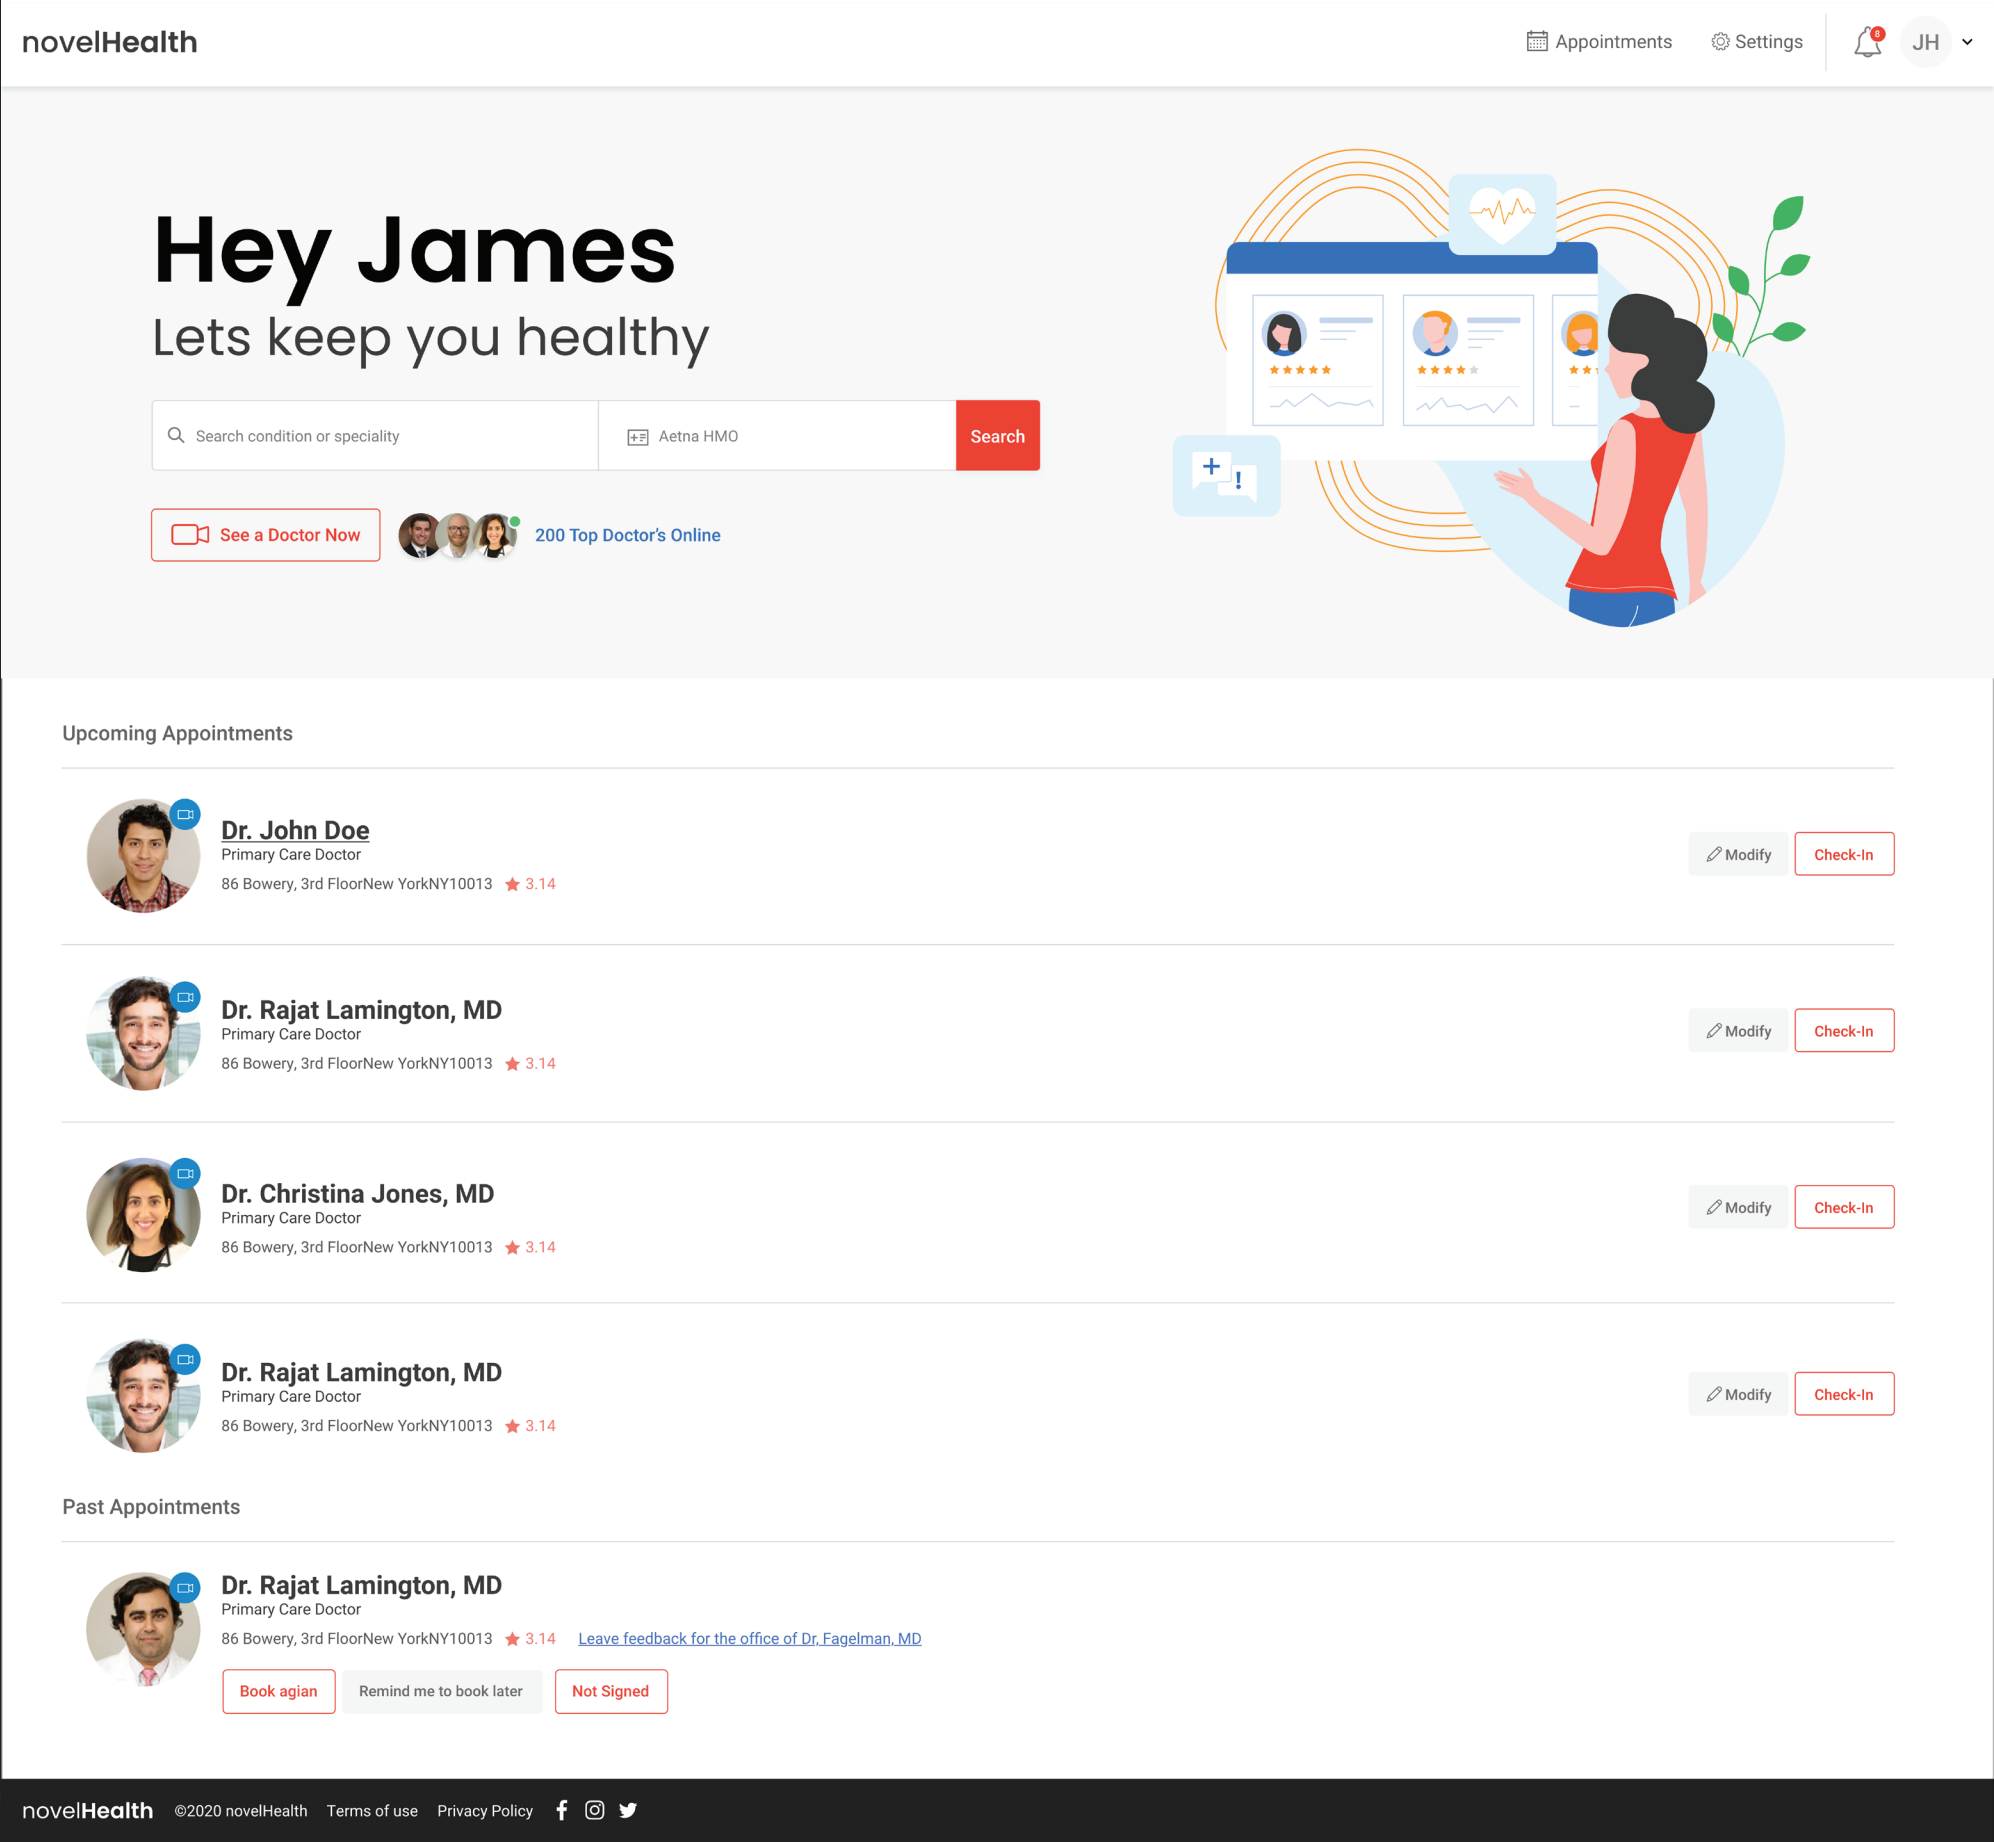 novelHealth
Appointments
Settings
8
JH
Hey James
Lets keep you healthy
Search condition or speciality
Aetna HMO
Search
See a Doctor Now
200 Top Doctor's Online
Upcoming Appointments
Dr. John Doe
Primary Care Doctor
86 Bowery, 3rd FloorNew YorkNY10013 3.14
Modify
Check-In
Dr. Rajat Lamington, MD
Primary Care Doctor
86 Bowery, 3rd FloorNew YorkNY10013 3.14
Modify
Check-In
Dr. Christina Jones, MD
Primary Care Doctor
86 Bowery, 3rd FloorNew YorkNY10013 3.14
Modify
Check-In
Dr. Rajat Lamington, MD
Primary Care Doctor
86 Bowery, 3rd FloorNew YorkNY10013 3.14
Modify
Check-In
Past Appointments
Dr. Rajat Lamington, MD
Primary Care Doctor
86 Bowery, 3rd FloorNew YorkNY10013 3.14 Leave feedback for the office of Dr, Fagelman, MD
Book agian
Remind me to book later
Not Signed
novelHealth ©2020 novelHealth Terms of use Privacy Policy